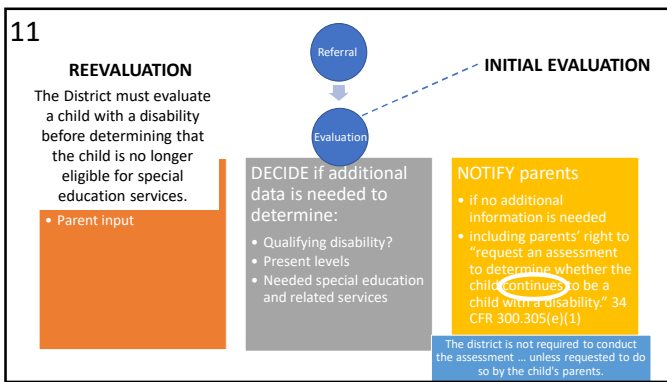 11
Referral
REEVALUATION
INITIAL EVALUATION
The District must evaluate
a child with a disability
before determining that
the child is no longer
eligible for special
education services.
• Parent input
Evaluation
DECIDE if additional
data is needed to
determine:
• Qualifying disability?
• Present levels
• Needed special education
and related services
NOTIFY parents
• if no additional
information is needed
• including parents' right to
"request an assessment
to determine whether the
child continues to be a
child with a disability." 34
CFR 300.305(e)(1)
The district is not required to conduct
the assessment ... unless requested to do
so by the child's parents.